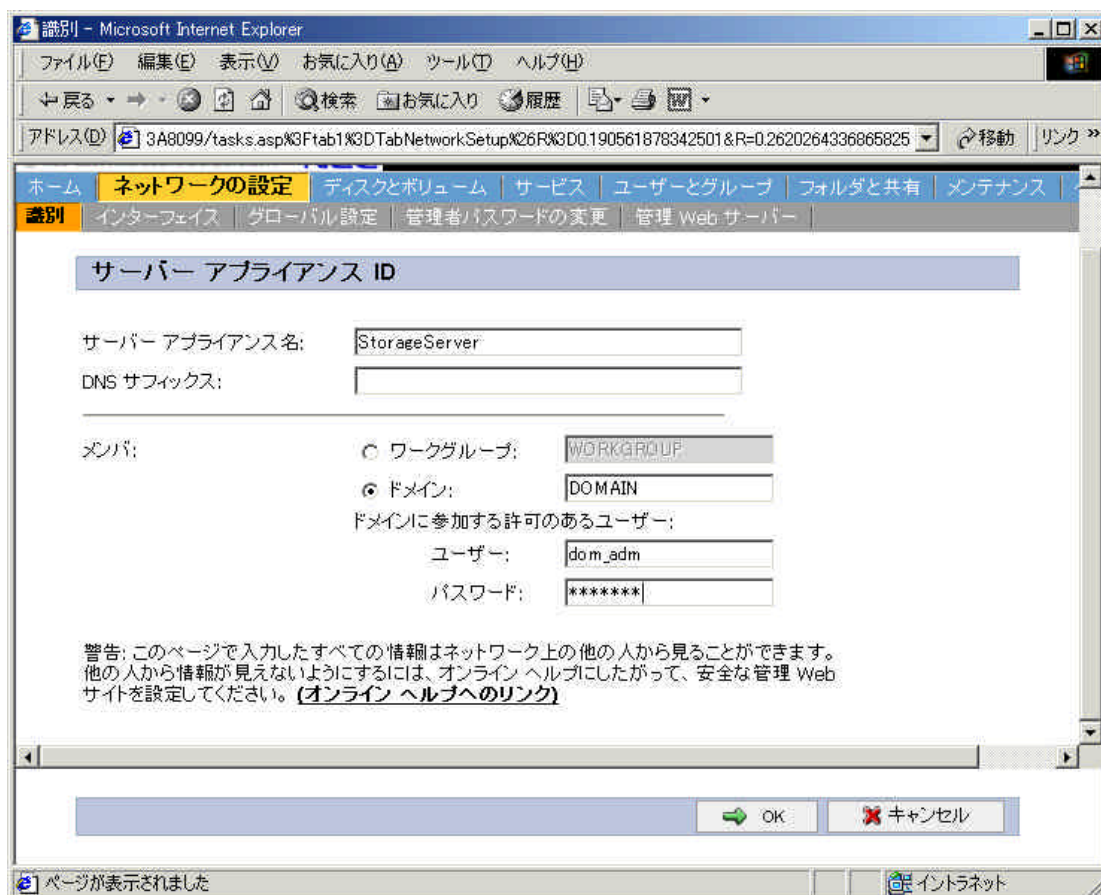 識別 - Microsoft Internet Explorer
ファイル(F) 編集(E) 表示(V) お気に入り(A) ツール(T) ヘルプ(H)
戻る 検索 お気に入り 履歴
アドレス(D) 3A8099/tasks.asp%3Ftab1%3DTabNetworkSetup%26R%3D0.1905618783425018&R=0.2620264336865825 移動 リンク »
ホーム ネットワークの設定 ディスクとボリューム サービス ユーザーとグループ フォルダと共有 メンテナンス
識別 インターフェイス グローバル設定 管理者パスワードの変更 管理 Web サーバー
サーバー アプライアンス ID
サーバー アプライアンス名: StorageServer
DNS サフィックス:
メンバ: ワークグループ: WORKGROUP
ドメイン: DOMAIN
ドメインに参加する許可のあるユーザー:
ユーザー: dom_adm
パスワード: *******
警告: このページで入力したすべての情報はネットワーク上の他の人から見ることができます。
他の人から情報が見えないようにするには、オンライン ヘルプにしたがって、安全な管理 Web
サイトを設定してください。 (オンライン ヘルプへのリンク)
OK キャンセル
ページが表示されました イントラネット